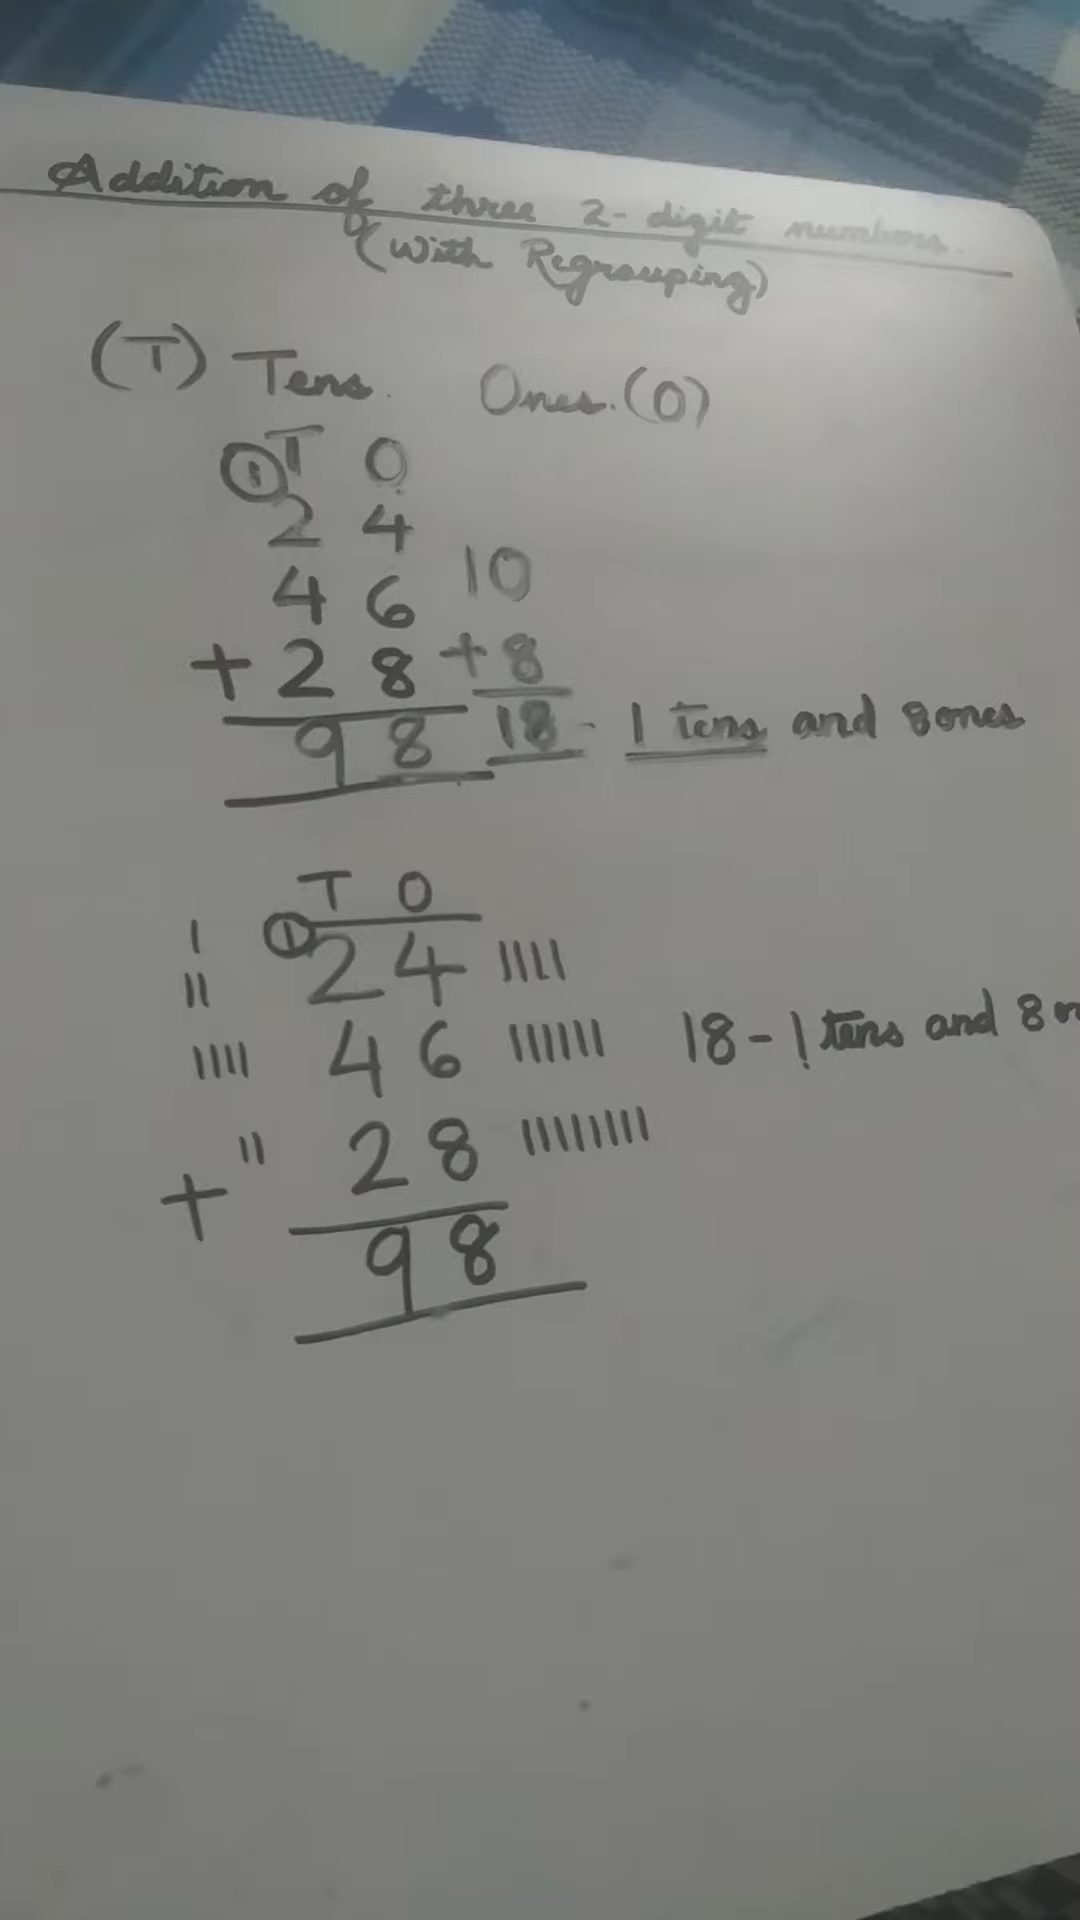 Addition of three 2-digit numbers.
(With Regrouping)
(T) Tens. Ones.(O)
① T O
2 4
4 6 10
+ 2 8 + 8
9 8 18 - 1 Tens and 8ones
T O
| ① 2 4 ||||
||
|||| 4 6 |||||| 18 - 1 tens and 8 on
+ || 2 8 ||||||||
9 8